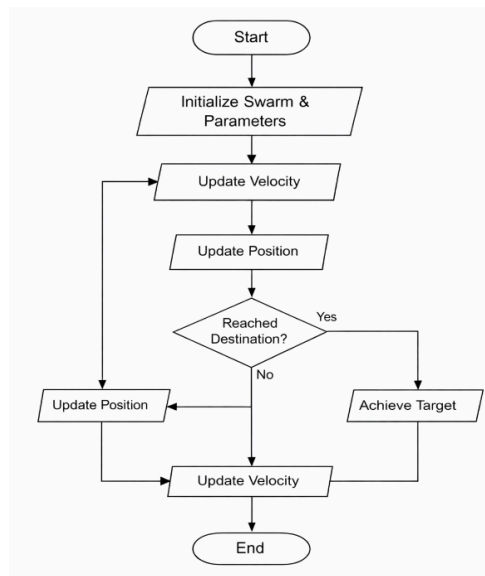 Start
Initialize Swarm &
Parameters
Update Velocity
Update Position
Reached
Destination?
Yes
No
Update Position
Achieve Target
Update Velocity
End